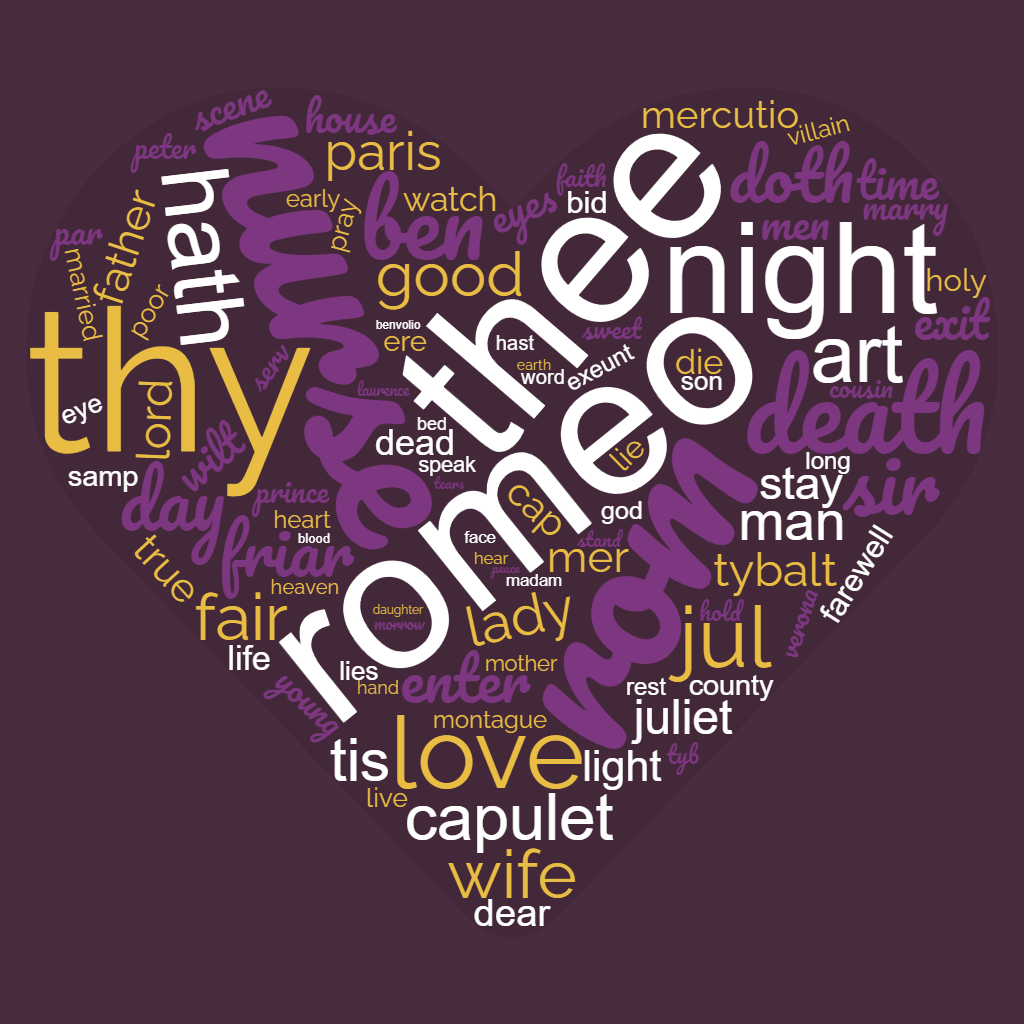 scene
house
mercutio
villain
peter
paris
hath
nurse
early
pray
ben
watch
eyes
faith
bid
thee
doth
time
marry
men
night
par
father
married
poor
good
holy
exit
thy
benvolio
ere
hast
sweet
earth
word
exeunt
romeo
die
son
art
cousin
death
serv
laurence
eye
lord
wilt
bed
dead
speak
tears
lie
long
stay
sir
samp
day
prince
heart
blood
friar
cap
god
man
face
hear
peace
stand
mer
madam
tybalt
farewell
true
heaven
fair
daughter
morrow
lady
now
hold
jul
verona
life
lies
hand
mother
enter
rest
county
young
montague
juliet
tis
love
light
tyb
live
capulet
wife
dear